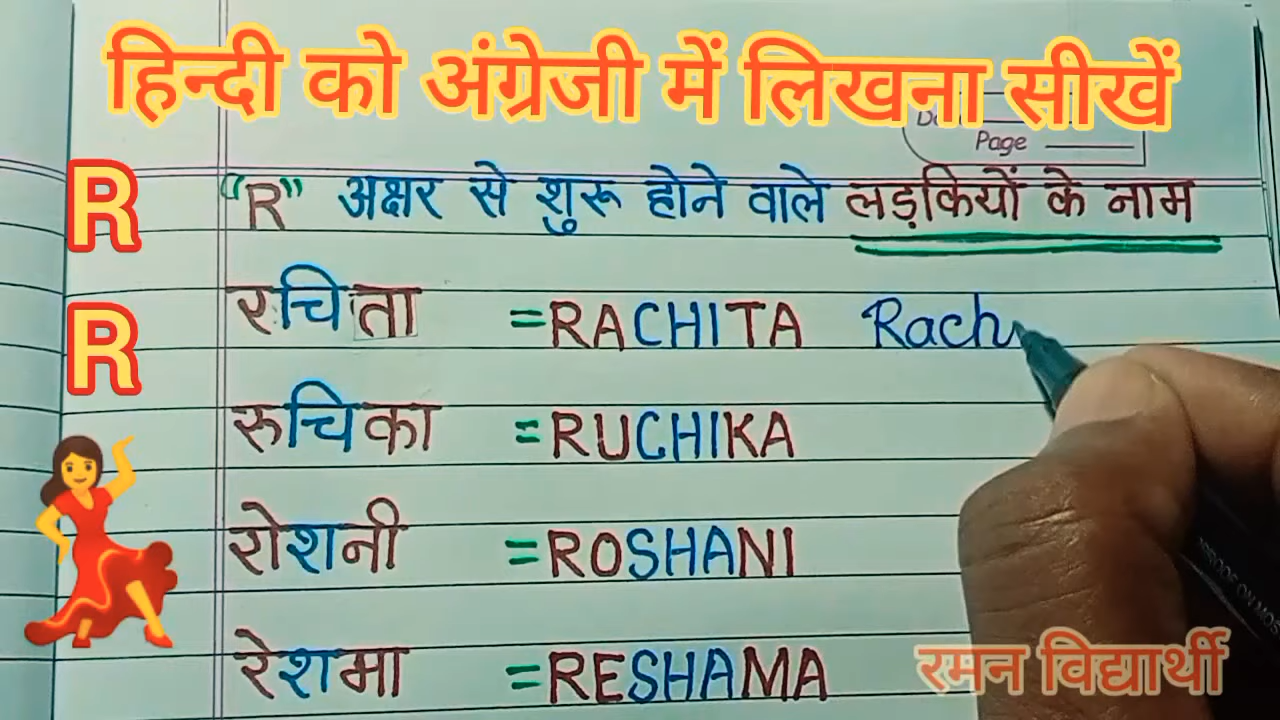 हिन्दी को अंग्रेजी में लिखना सीखें
Page
R
"R" अक्षर से शुरू होने वाले लड़कियों के नाम
रचिता =RACHITA Rach
R
रुचिका =RUCHIKA
रोशनी =ROSHANI
रेशमा =RESHAMA
रमन विद्यार्थी